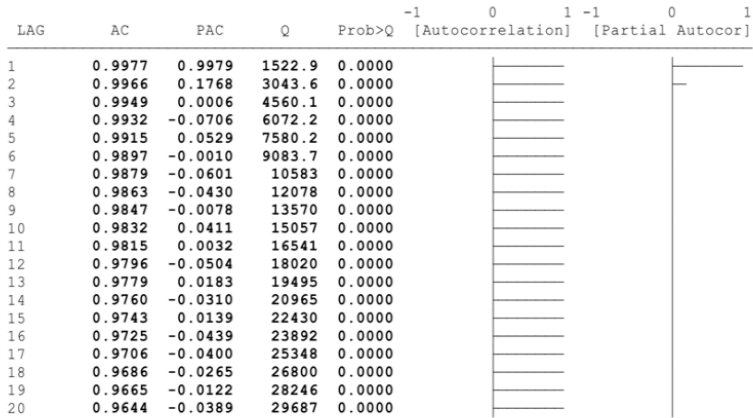 -1 0 1 -1 0 1
LAG AC PAC Q Prob>Q [Autocorrelation] [Partial Autocor]
1 0.9977 0.9979 1522.9 0.0000
2 0.9966 0.1768 3043.6 0.0000
3 0.9949 0.0006 4560.1 0.0000
4 0.9932 -0.0706 6072.2 0.0000
5 0.9915 0.0529 7580.2 0.0000
6 0.9897 -0.0010 9083.7 0.0000
7 0.9879 -0.0601 10583 0.0000
8 0.9863 -0.0430 12078 0.0000
9 0.9847 -0.0078 13570 0.0000
10 0.9832 0.0411 15057 0.0000
11 0.9815 0.0032 16541 0.0000
12 0.9796 -0.0504 18020 0.0000
13 0.9779 0.0183 19495 0.0000
14 0.9760 -0.0310 20965 0.0000
15 0.9743 0.0139 22430 0.0000
16 0.9725 -0.0439 23892 0.0000
17 0.9706 -0.0400 25348 0.0000
18 0.9686 -0.0265 26800 0.0000
19 0.9665 -0.0122 28246 0.0000
20 0.9644 -0.0389 29687 0.0000